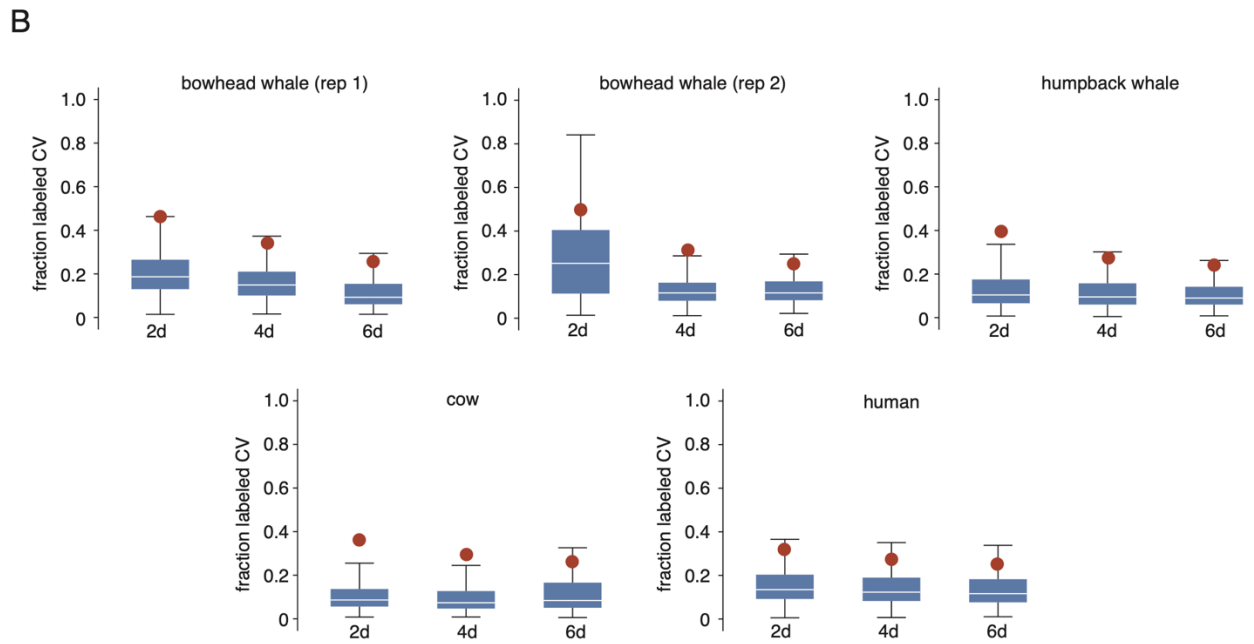 B
bowhead whale (rep 1)
fraction labeled CV
1.0
0.8
0.6
0.4
0.2
0
2d
4d
6d
bowhead whale (rep 2)
fraction labeled CV
1.0
0.8
0.6
0.4
0.2
0
2d
4d
6d
humpback whale
fraction labeled CV
1.0
0.8
0.6
0.4
0.2
0
2d
4d
6d
cow
fraction labeled CV
1.0
0.8
0.6
0.4
0.2
0
2d
4d
6d
human
fraction labeled CV
1.0
0.8
0.6
0.4
0.2
0
2d
4d
6d